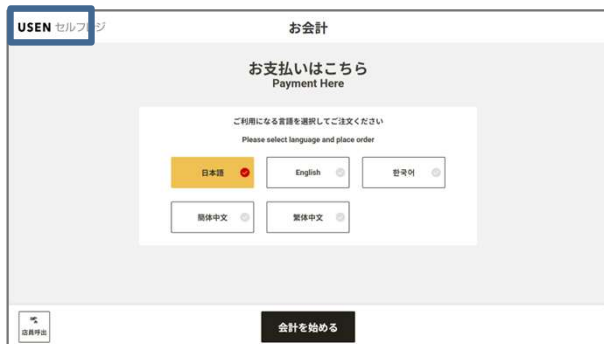 USEN セルフレジ
お会計
お支払いはこちら
Payment Here
ご利用になる言語を選択してご注文ください
Please select language and place order
日本語
English
한국어
簡体中文
繁体中文
店員呼出
会計を始める